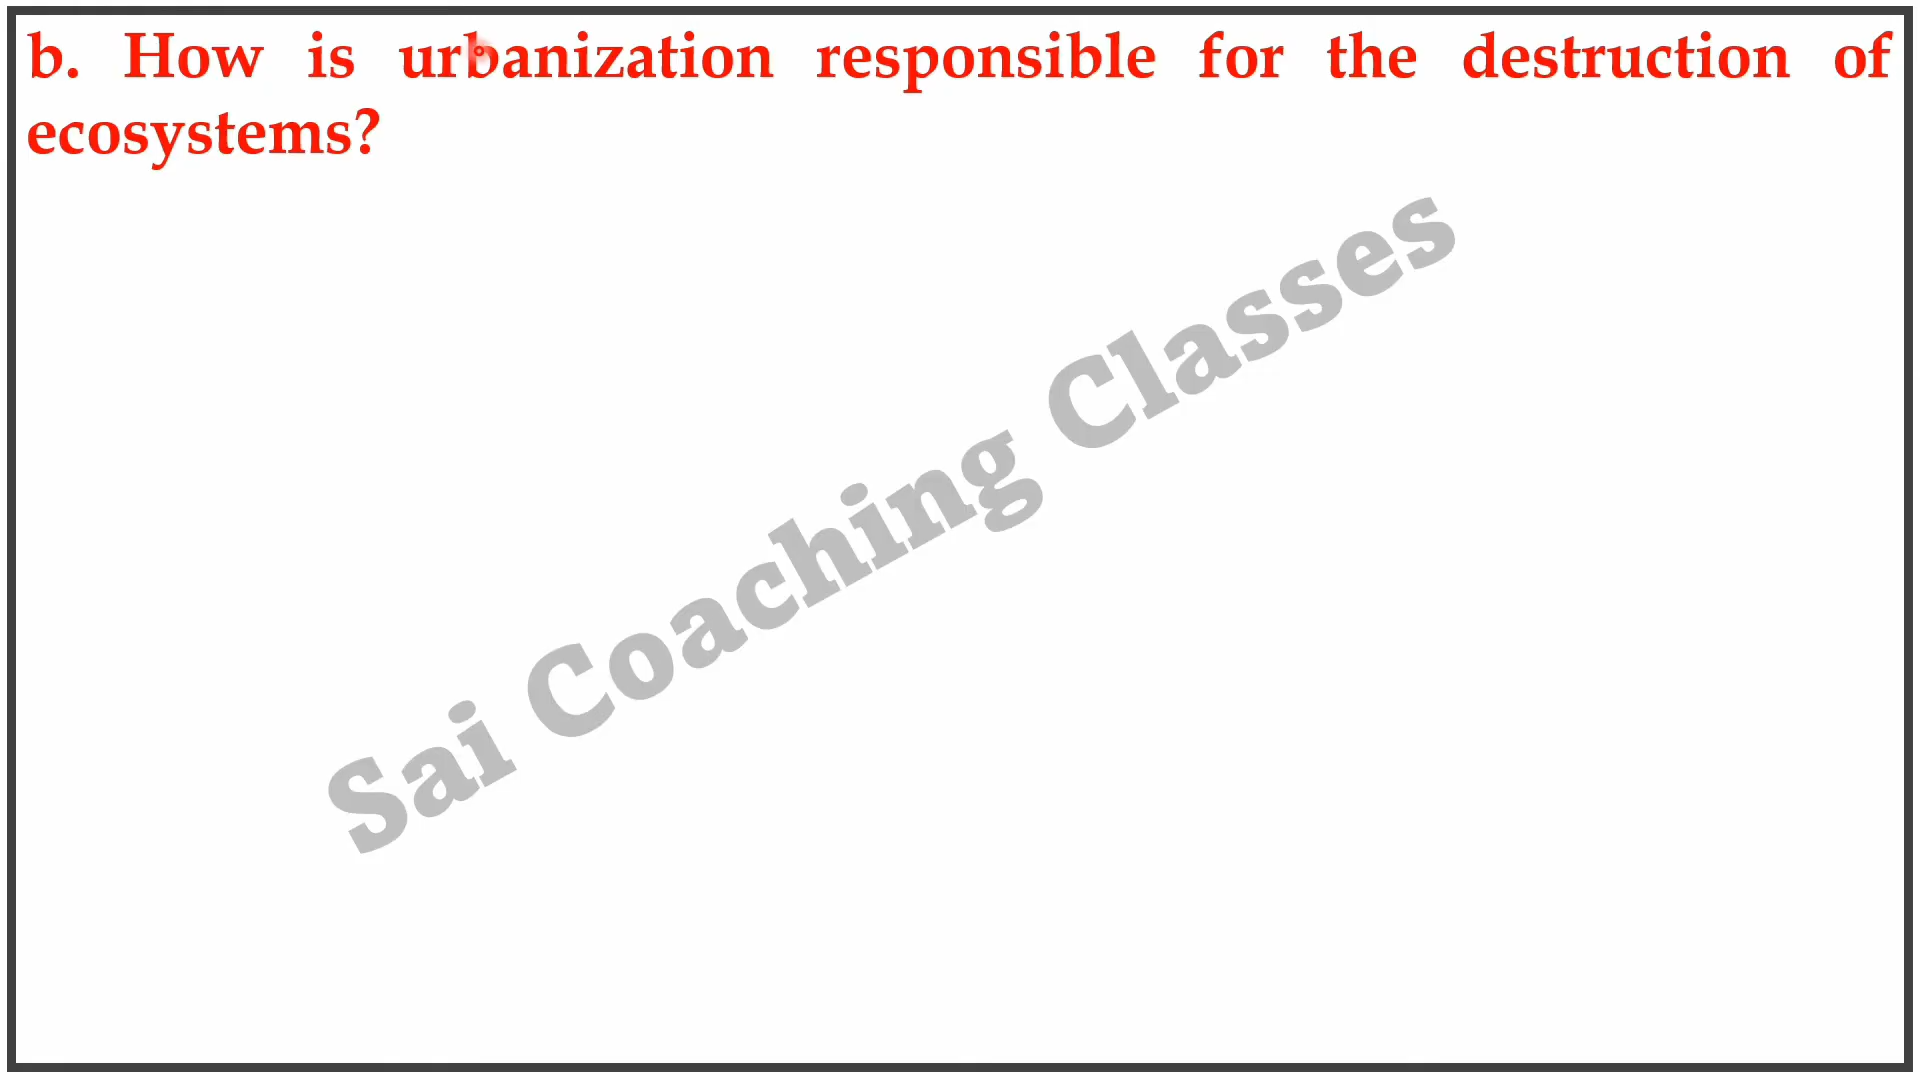 b. How is urbanization responsible for the destruction of
ecosystems?
Sai Coaching Classes